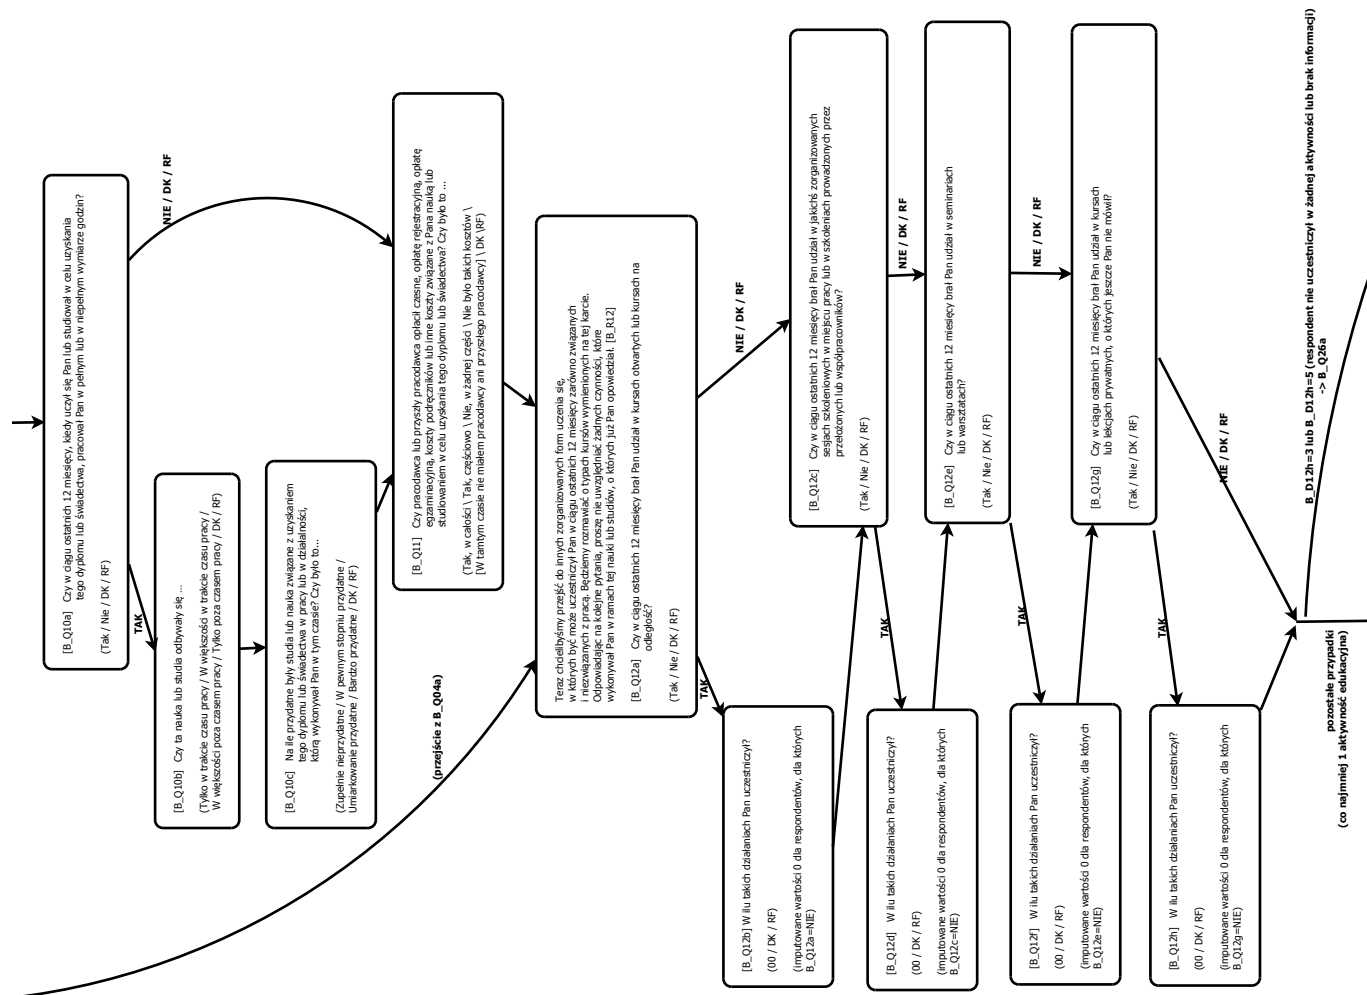 [B_Q10a] Czy w ciągu ostatnich 12 miesięcy, kiedy uczył się Pan lub studiował w celu uzyskania
tego dyplomu lub świadectwa, pracował Pan w pełnym lub w niepełnym wymiarze godzin?
(Tak / Nie / DK / RF)
NIE / DK / RF
TAK
[B_Q10b] Czy ta nauka lub studia odbywały się ...
(Tylko w trakcie czasu pracy / W większości w trakcie czasu pracy /
W większości poza czasem pracy / Tylko poza czasem pracy / DK / RF)
[B_Q10c] Na ile przydatne były studia lub nauka związane z uzyskaniem
tego dyplomu lub świadectwa w pracy lub w działalności,
którą wykonywał Pan w tym czasie? Czy było to...
(Zupełnie nieprzydatne / W pewnym stopniu przydatne /
Umiarkowanie przydatne / Bardzo przydatne / DK / RF)
[B_Q11] Czy pracodawca lub przyszły pracodawca opłacił czesne, opłatę rejestracyjną, opłatę
egzaminacyjną, koszty podręczników lub inne koszty związane z Pana nauką lub
studiowaniem w celu uzyskania tego dyplomu lub świadectwa? Czy było to ...
(Tak, w całości \ Tak, częściowo \ Nie, w żadnej części \ Nie było takich kosztów \
[W tamtym czasie nie miałem pracodawcy ani przyszłego pracodawcy] \ DK \RF)
(przejście z B_Q04a)
Teraz chcielibyśmy przejść do innych zorganizowanych form uczenia się,
w których być może uczestniczył Pan w ciągu ostatnich 12 miesięcy zarówno związanych
i niezwiązanych z pracą. Będziemy rozmawiać o typach kursów wymienionych na tej karcie.
Odpowiadając na kolejne pytania, proszę nie uwzględniać żadnych czynności, które
wykonywał Pan w ramach tej nauki lub studiów, o których już Pan opowiedział. [B_R12]
[B_Q12a] Czy w ciągu ostatnich 12 miesięcy brał Pan udział w kursach otwartych lub kursach na
odległość?
(Tak / Nie / DK / RF)
NIE / DK / RF
TAK
[B_Q12b] W ilu takich działaniach Pan uczestniczył?
(00 / DK / RF)
(imputowane wartości 0 dla respondentów, dla których
B_Q12a=NIE)
[B_Q12c] Czy w ciągu ostatnich 12 miesięcy brał Pan udział w jakichś zorganizowanych
sesjach szkoleniowych w miejscu pracy lub w szkoleniach prowadzonych przez
przełożonych lub współpracowników?
(Tak / Nie / DK / RF)
NIE / DK / RF
TAK
[B_Q12d] W ilu takich działaniach Pan uczestniczył?
(00 / DK / RF)
(imputowane wartości 0 dla respondentów, dla których
B_Q12c=NIE)
[B_Q12e] Czy w ciągu ostatnich 12 miesięcy brał Pan udział w seminariach
lub warsztatach?
(Tak / Nie / DK / RF)
NIE / DK / RF
TAK
[B_Q12f] W ilu takich działaniach Pan uczestniczył?
(00 / DK / RF)
(imputowane wartości 0 dla respondentów, dla których
B_Q12e=NIE)
[B_Q12g] Czy w ciągu ostatnich 12 miesięcy brał Pan udział w kursach
lub lekcjach prywatnych, o których jeszcze Pan nie mówił?
(Tak / Nie / DK / RF)
NIE / DK / RF
TAK
[B_Q12h] W ilu takich działaniach Pan uczestniczył?
(00 / DK / RF)
(imputowane wartości 0 dla respondentów, dla których
B_Q12g=NIE)
B_D12h=3 lub B_D12h=5 (respondent nie uczestniczył w żadnej aktywności lub brak informacji)
-> B_Q26a
pozostałe przypadki
(co najmniej 1 aktywność edukacyjna)